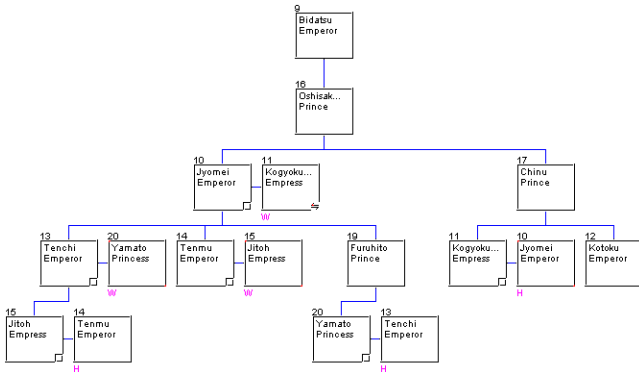 9
Bidatsu
Emperor
16
Oshisak...
Prince
10
Jyomei
Emperor
11
Kogyoku...
Empress
W
17
Chinu
Prince
13
Tenchi
Emperor
20
Yamato
Princess
W
14
Tenmu
Emperor
15
Jitoh
Empress
W
19
Furuhito
Prince
11
Kogyoku...
Empress
10
Jyomei
Emperor
H
12
Kotoku
Emperor
15
Jitoh
Empress
14
Tenmu
Emperor
H
20
Yamato
Princess
13
Tenchi
Emperor
H